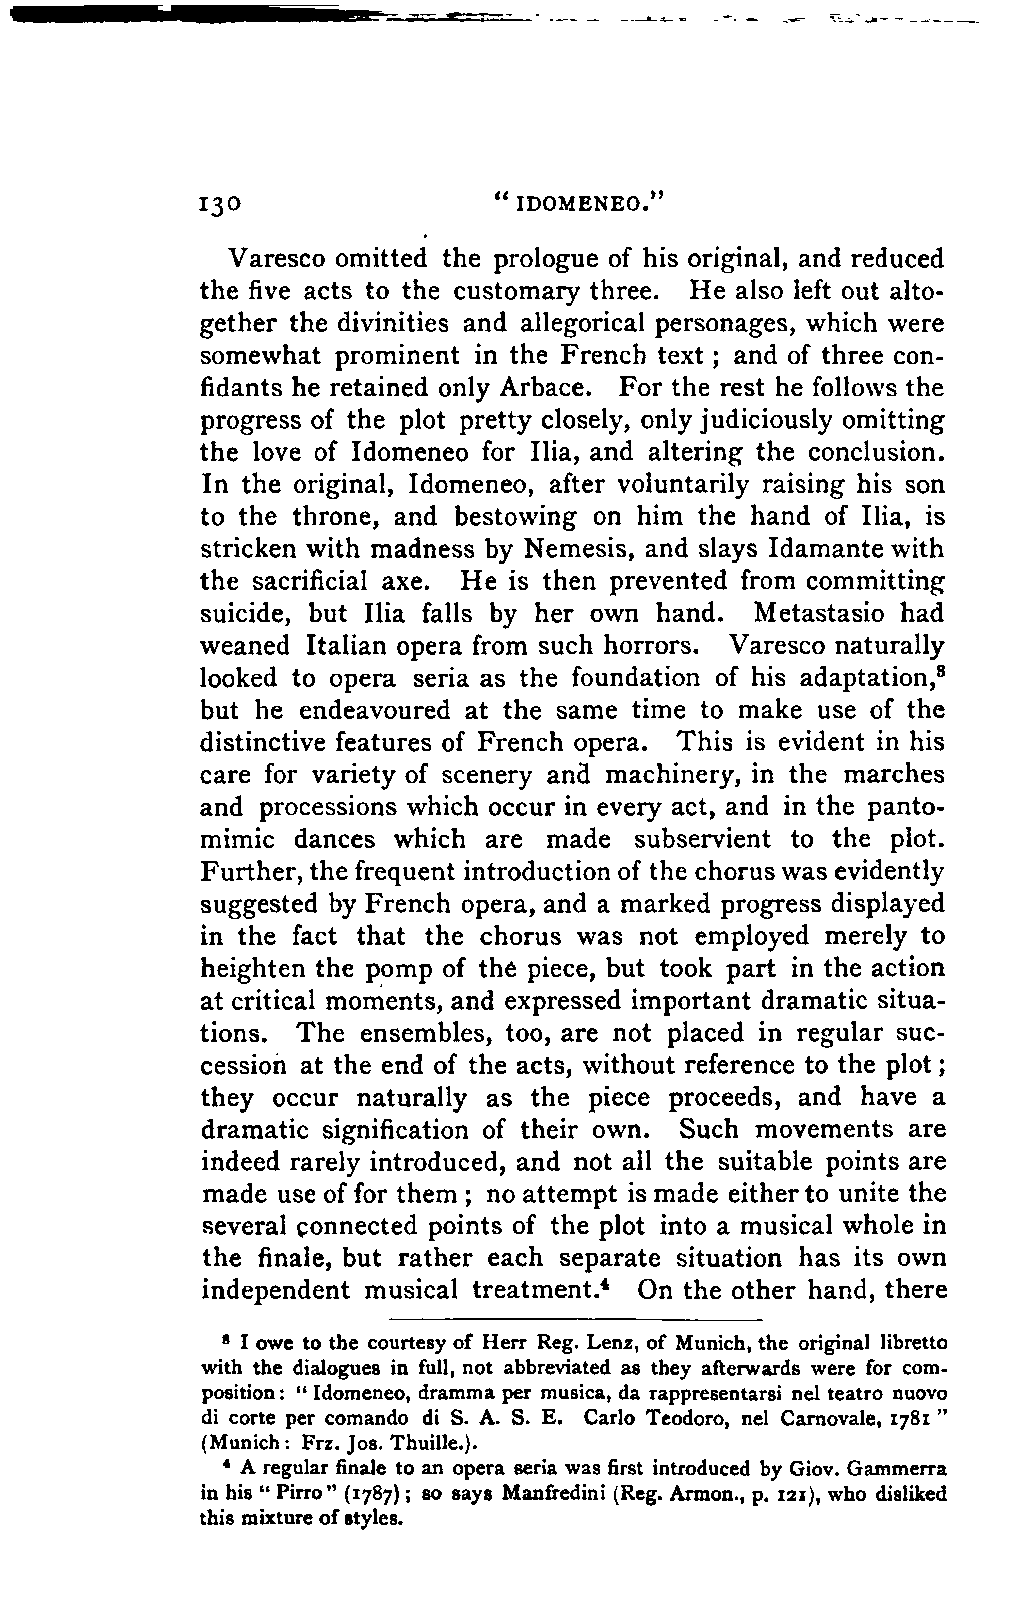 130 “ IDOMENEO.”
Varesco omitted the prologue of his original, and reduced
the five acts to the customary three. He also left out alto-
gether the divinities and allegorical personages, which were
somewhat prominent in the French text ; and of three con-
fidants he retained only Arbace. For the rest he follows the
progress of the plot pretty closely, only judiciously omitting
the love of Idomeneo for Ilia, and altering the conclusion.
In the original, Idomeneo, after voluntarily raising his son
to the throne, and bestowing on him the hand of Ilia, is
stricken with madness by Nemesis, and slays Idamante with
the sacrificial axe. He is then prevented from committing
suicide, but Ilia falls by her own hand. Metastasio had
weaned Italian opera from such horrors. Varesco naturally
looked to opera seria as the foundation of his adaptation,³
but he endeavoured at the same time to make use of the
distinctive features of French opera. This is evident in his
care for variety of scenery and machinery, in the marches
and processions which occur in every act, and in the panto-
mimic dances which are made subservient to the plot.
Further, the frequent introduction of the chorus was evidently
suggested by French opera, and a marked progress displayed
in the fact that the chorus was not employed merely to
heighten the pomp of the piece, but took part in the action
at critical moments, and expressed important dramatic situa-
tions. The ensembles, too, are not placed in regular suc-
cession at the end of the acts, without reference to the plot ;
they occur naturally as the piece proceeds, and have a
dramatic signification of their own. Such movements are
indeed rarely introduced, and not all the suitable points are
made use of for them ; no attempt is made either to unite the
several connected points of the plot into a musical whole in
the finale, but rather each separate situation has its own
independent musical treatment.⁴ On the other hand, there
³ I owe to the courtesy of Herr Reg. Lenz, of Munich, the original libretto
with the dialogues in full, not abbreviated as they afterwards were for com-
position : “ Idomeneo, dramma per musica, da rappresentarsi nel teatro nuovo
di corte per comando di S. A. S. E. Carlo Teodoro, nel Carnovale, 1781 ”
(Munich : Frz. Jos. Thuille.).
⁴ A regular finale to an opera seria was first introduced by Giov. Gammerra
in his “ Pirro ” (1787) ; so says Manfredini (Reg. Armon., p. 121), who disliked
this mixture of styles.